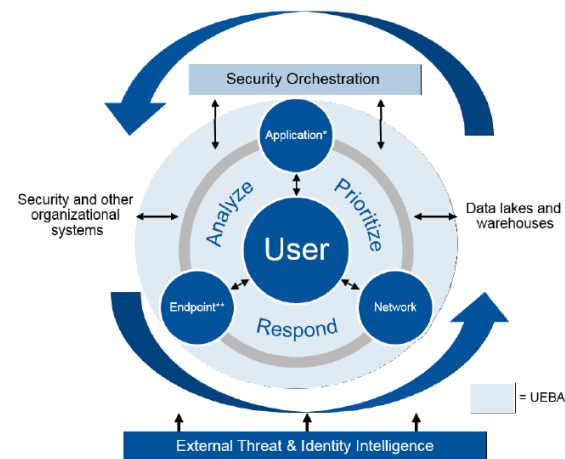 Security Orchestration
Application*
Analyze
Prioritize
Security and other
organizational
systems
User
Data lakes and
warehouses
Endpoint**
Network
Respond
= UEBA
External Threat & Identity Intelligence